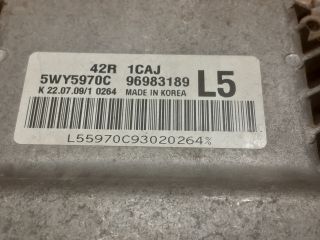 42R 1CAJ
5WY5970C 96983189 L5
K 22.07.09/1 0264 MADE IN KOREA
L55970C93020264%